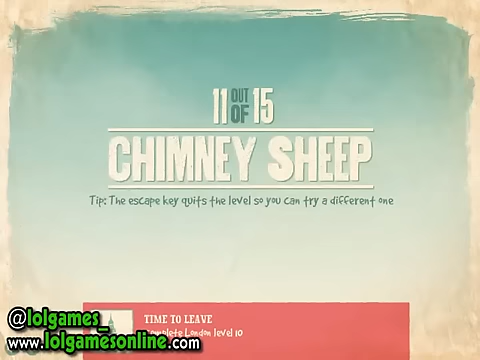 11 OUT OF 15
CHIMNEY SHEEP
Tip: The escape key quits the level so you can try a different one
TIME TO LEAVE
Complete London level 10
@lolgames_
www.lolgamesonline.com